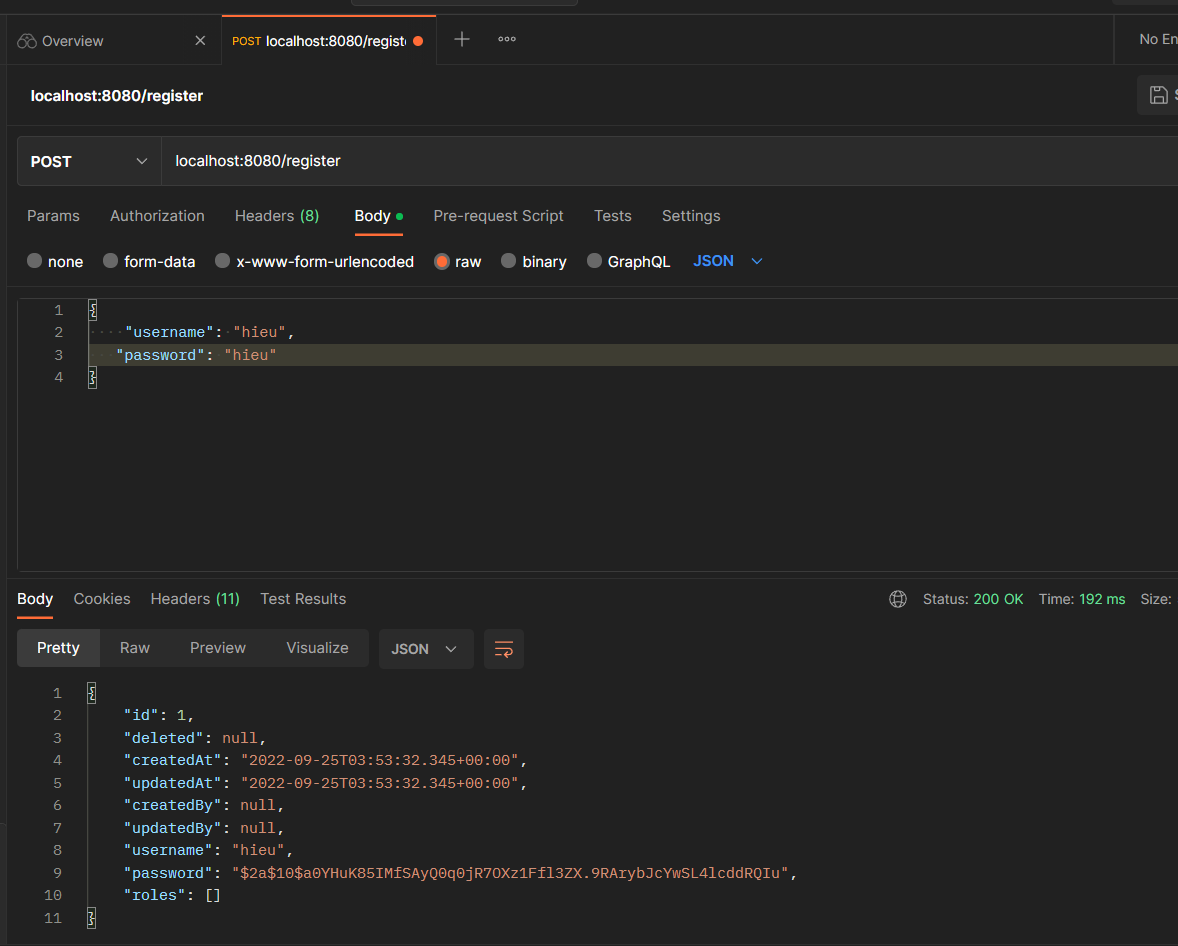 Overview
POST localhost:8080/regist
No En
localhost:8080/register
POST localhost:8080/register
Params Authorization Headers (8) Body Pre-request Script Tests Settings
none form-data x-www-form-urlencoded raw binary GraphQL JSON
1 {
2 "username": "hieu",
3 "password": "hieu"
4 }
Body Cookies Headers (11) Test Results Status: 200 OK Time: 192 ms Size:
Pretty Raw Preview Visualize JSON
1 {
2 "id": 1,
3 "deleted": null,
4 "createdAt": "2022-09-25T03:53:32.345+00:00",
5 "updatedAt": "2022-09-25T03:53:32.345+00:00",
6 "createdBy": null,
7 "updatedBy": null,
8 "username": "hieu",
9 "password": "$2a$10$a0YHuK85IMfSAyQ0q0jR7OXz1Ffl3ZX.9RArybJcYwSL4lcddRQIu",
10 "roles": []
11 }